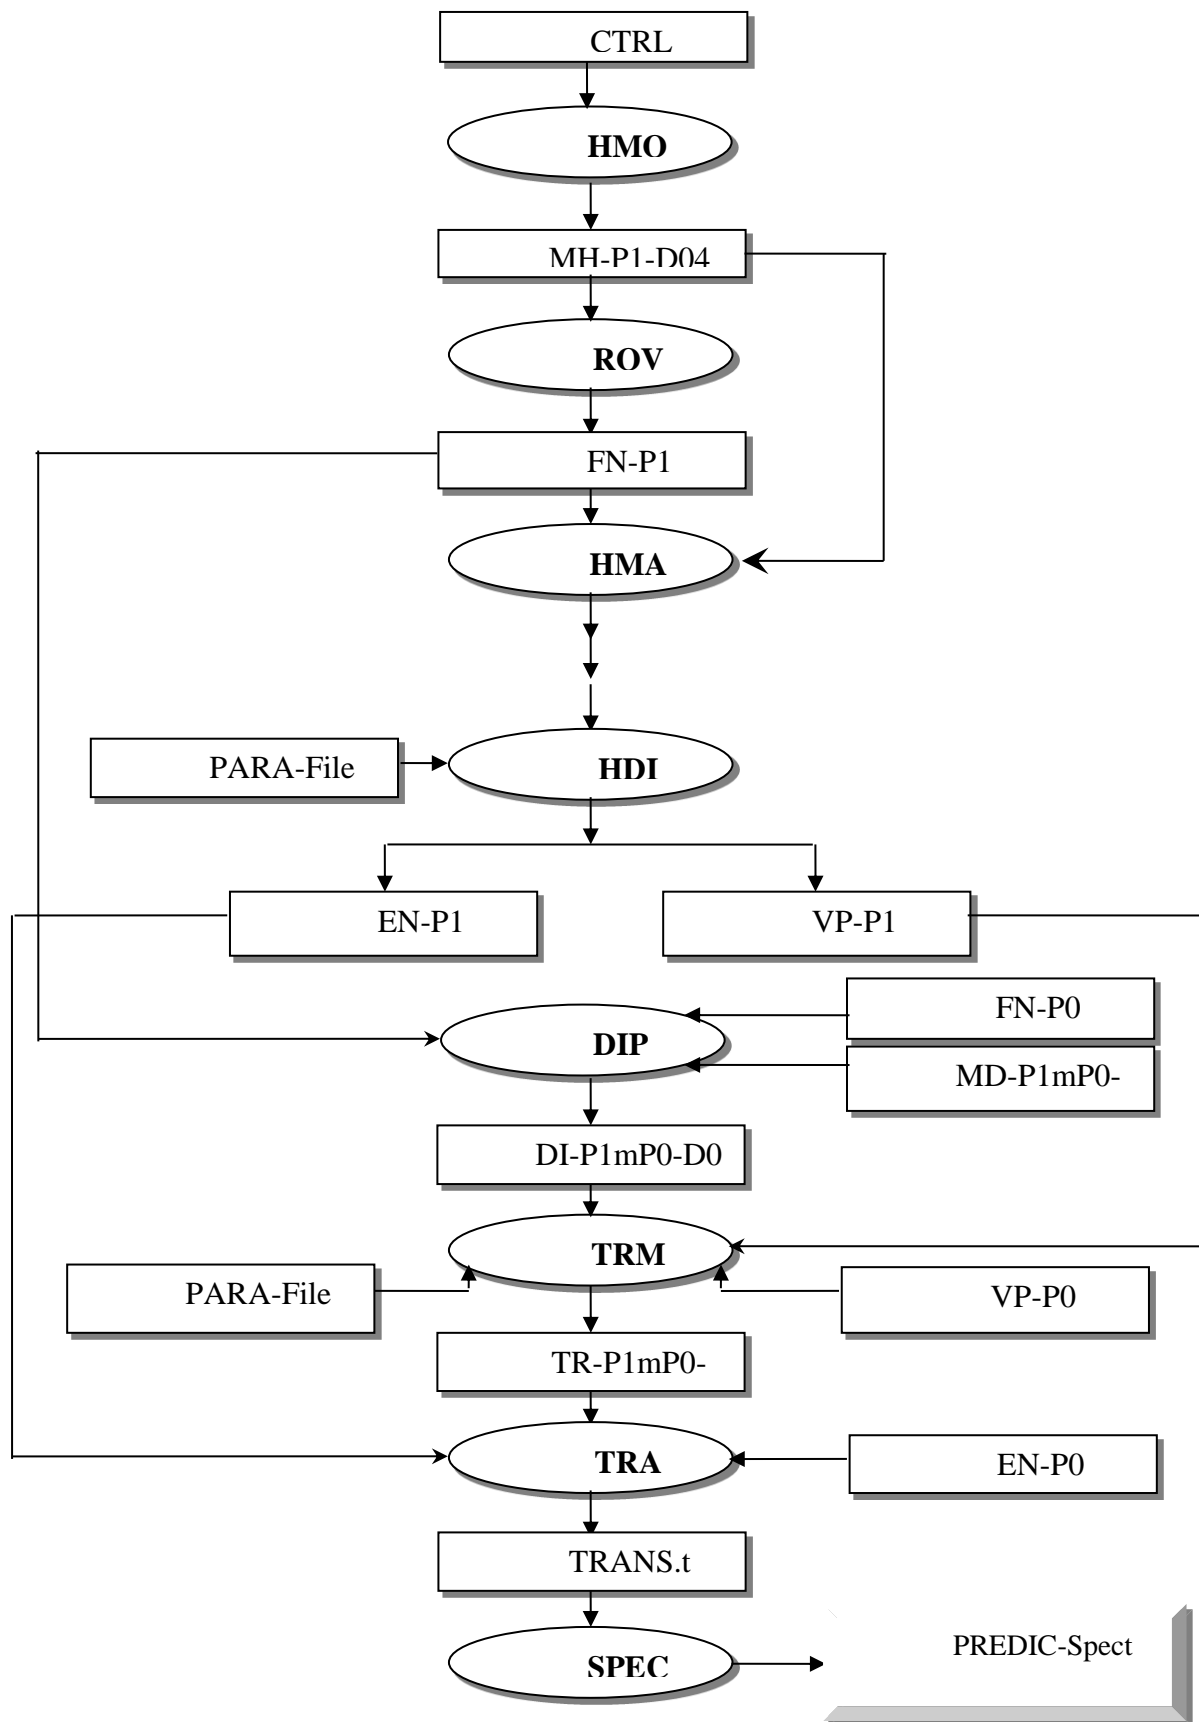 CTRL
HMO
MH-P1-D04
ROV
FN-P1
HMA
PARA-File
HDI
EN-P1
VP-P1
FN-P0
DIP
MD-P1mP0-
DI-P1mP0-D0
TRM
PARA-File
VP-P0
TR-P1mP0-
TRA
EN-P0
TRANS.t
PREDIC-Spect
SPEC